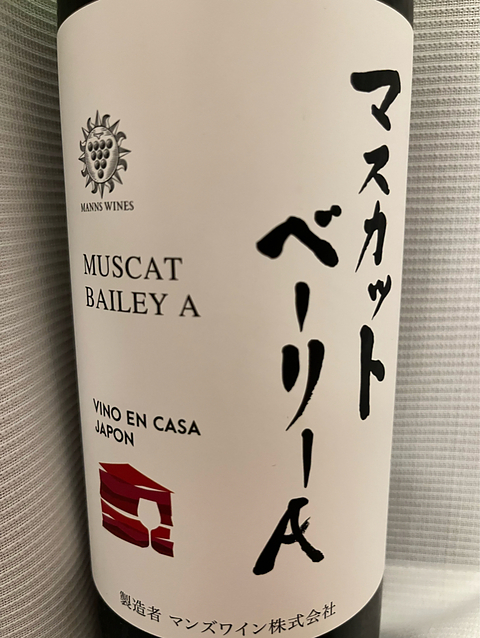 マスカット
ベーリーA
MANNS WINES
MUSCAT
BAILEY A
VINO EN CASA
JAPON
製造者 マンズワイン株式会社